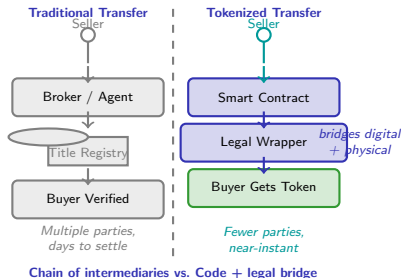 Traditional Transfer
Seller
Broker / Agent
Title Registry
Buyer Verified
Multiple parties,
days to settle
Tokenized Transfer
Seller
Smart Contract
Legal Wrapper
bridges digital
+ physical
Buyer Gets Token
Fewer parties,
near-instant
Chain of intermediaries vs. Code + legal bridge